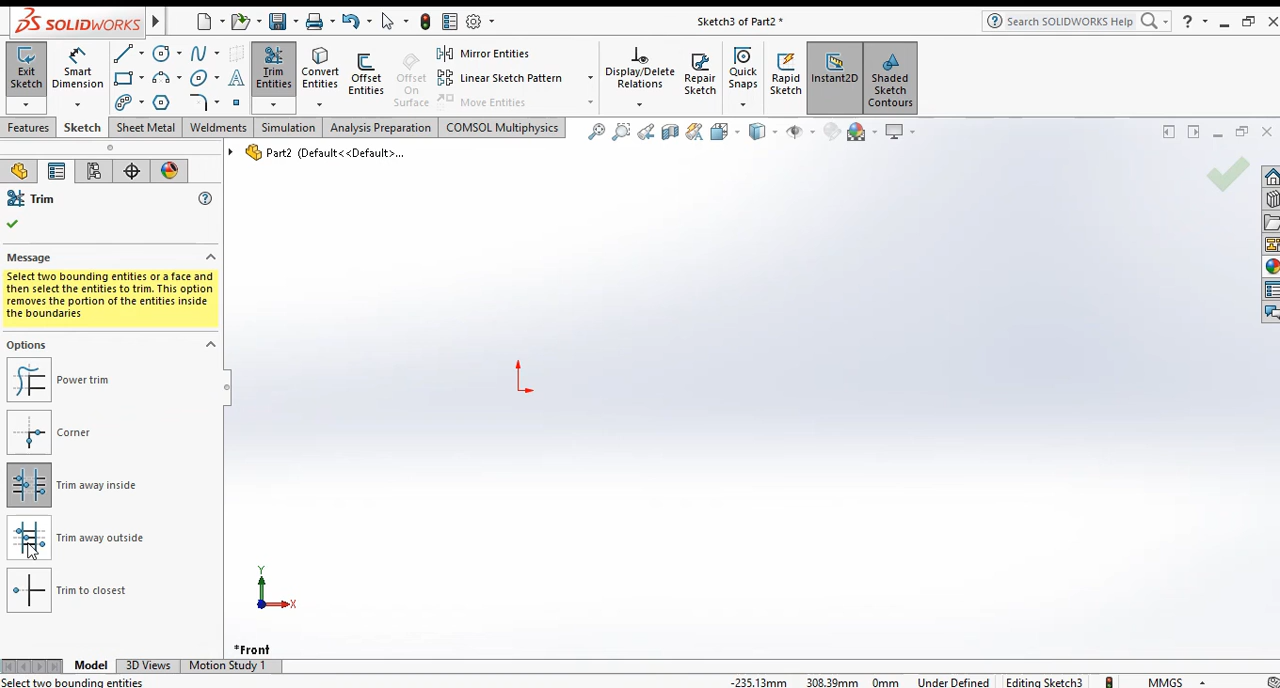 SOLIDWORKS
Sketch3 of Part2 *
Search SOLIDWORKS Help
?
Exit Sketch
Smart Dimension
Trim Entities
Convert Entities
Offset Entities
Offset On Surface
Mirror Entities
Linear Sketch Pattern
Move Entities
Display/Delete Relations
Repair Sketch
Quick Snaps
Rapid Sketch
Instant2D
Shaded Sketch Contours
Features
Sketch
Sheet Metal
Weldments
Simulation
Analysis Preparation
COMSOL Multiphysics
Part2 (Default<<Default>...
Trim
?
Message
Select two bounding entities or a face and
then select the entities to trim. This option
removes the portion of the entities inside
the boundaries
Options
Power trim
Corner
Trim away inside
Trim away outside
Trim to closest
Y
X
*Front
Model
3D Views
Motion Study 1
Select two bounding entities
-235.13mm
308.39mm
0mm
Under Defined
Editing Sketch3
MMGS